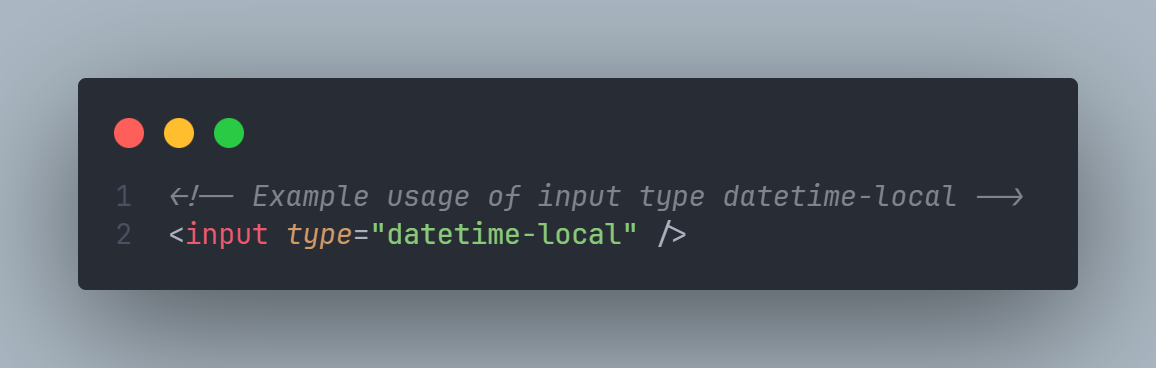 1 <!-- Example usage of input type datetime-local -->
2 <input type="datetime-local" />